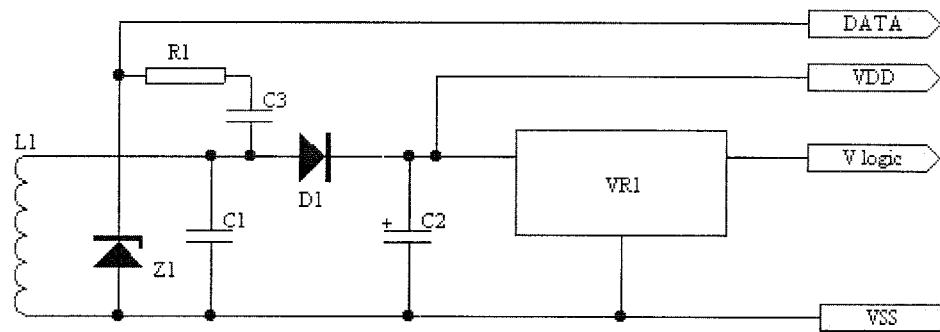 DATA
R1
VDD
C3
L1
V logic
VR1
D1
C1
+
C2
Z1
VSS